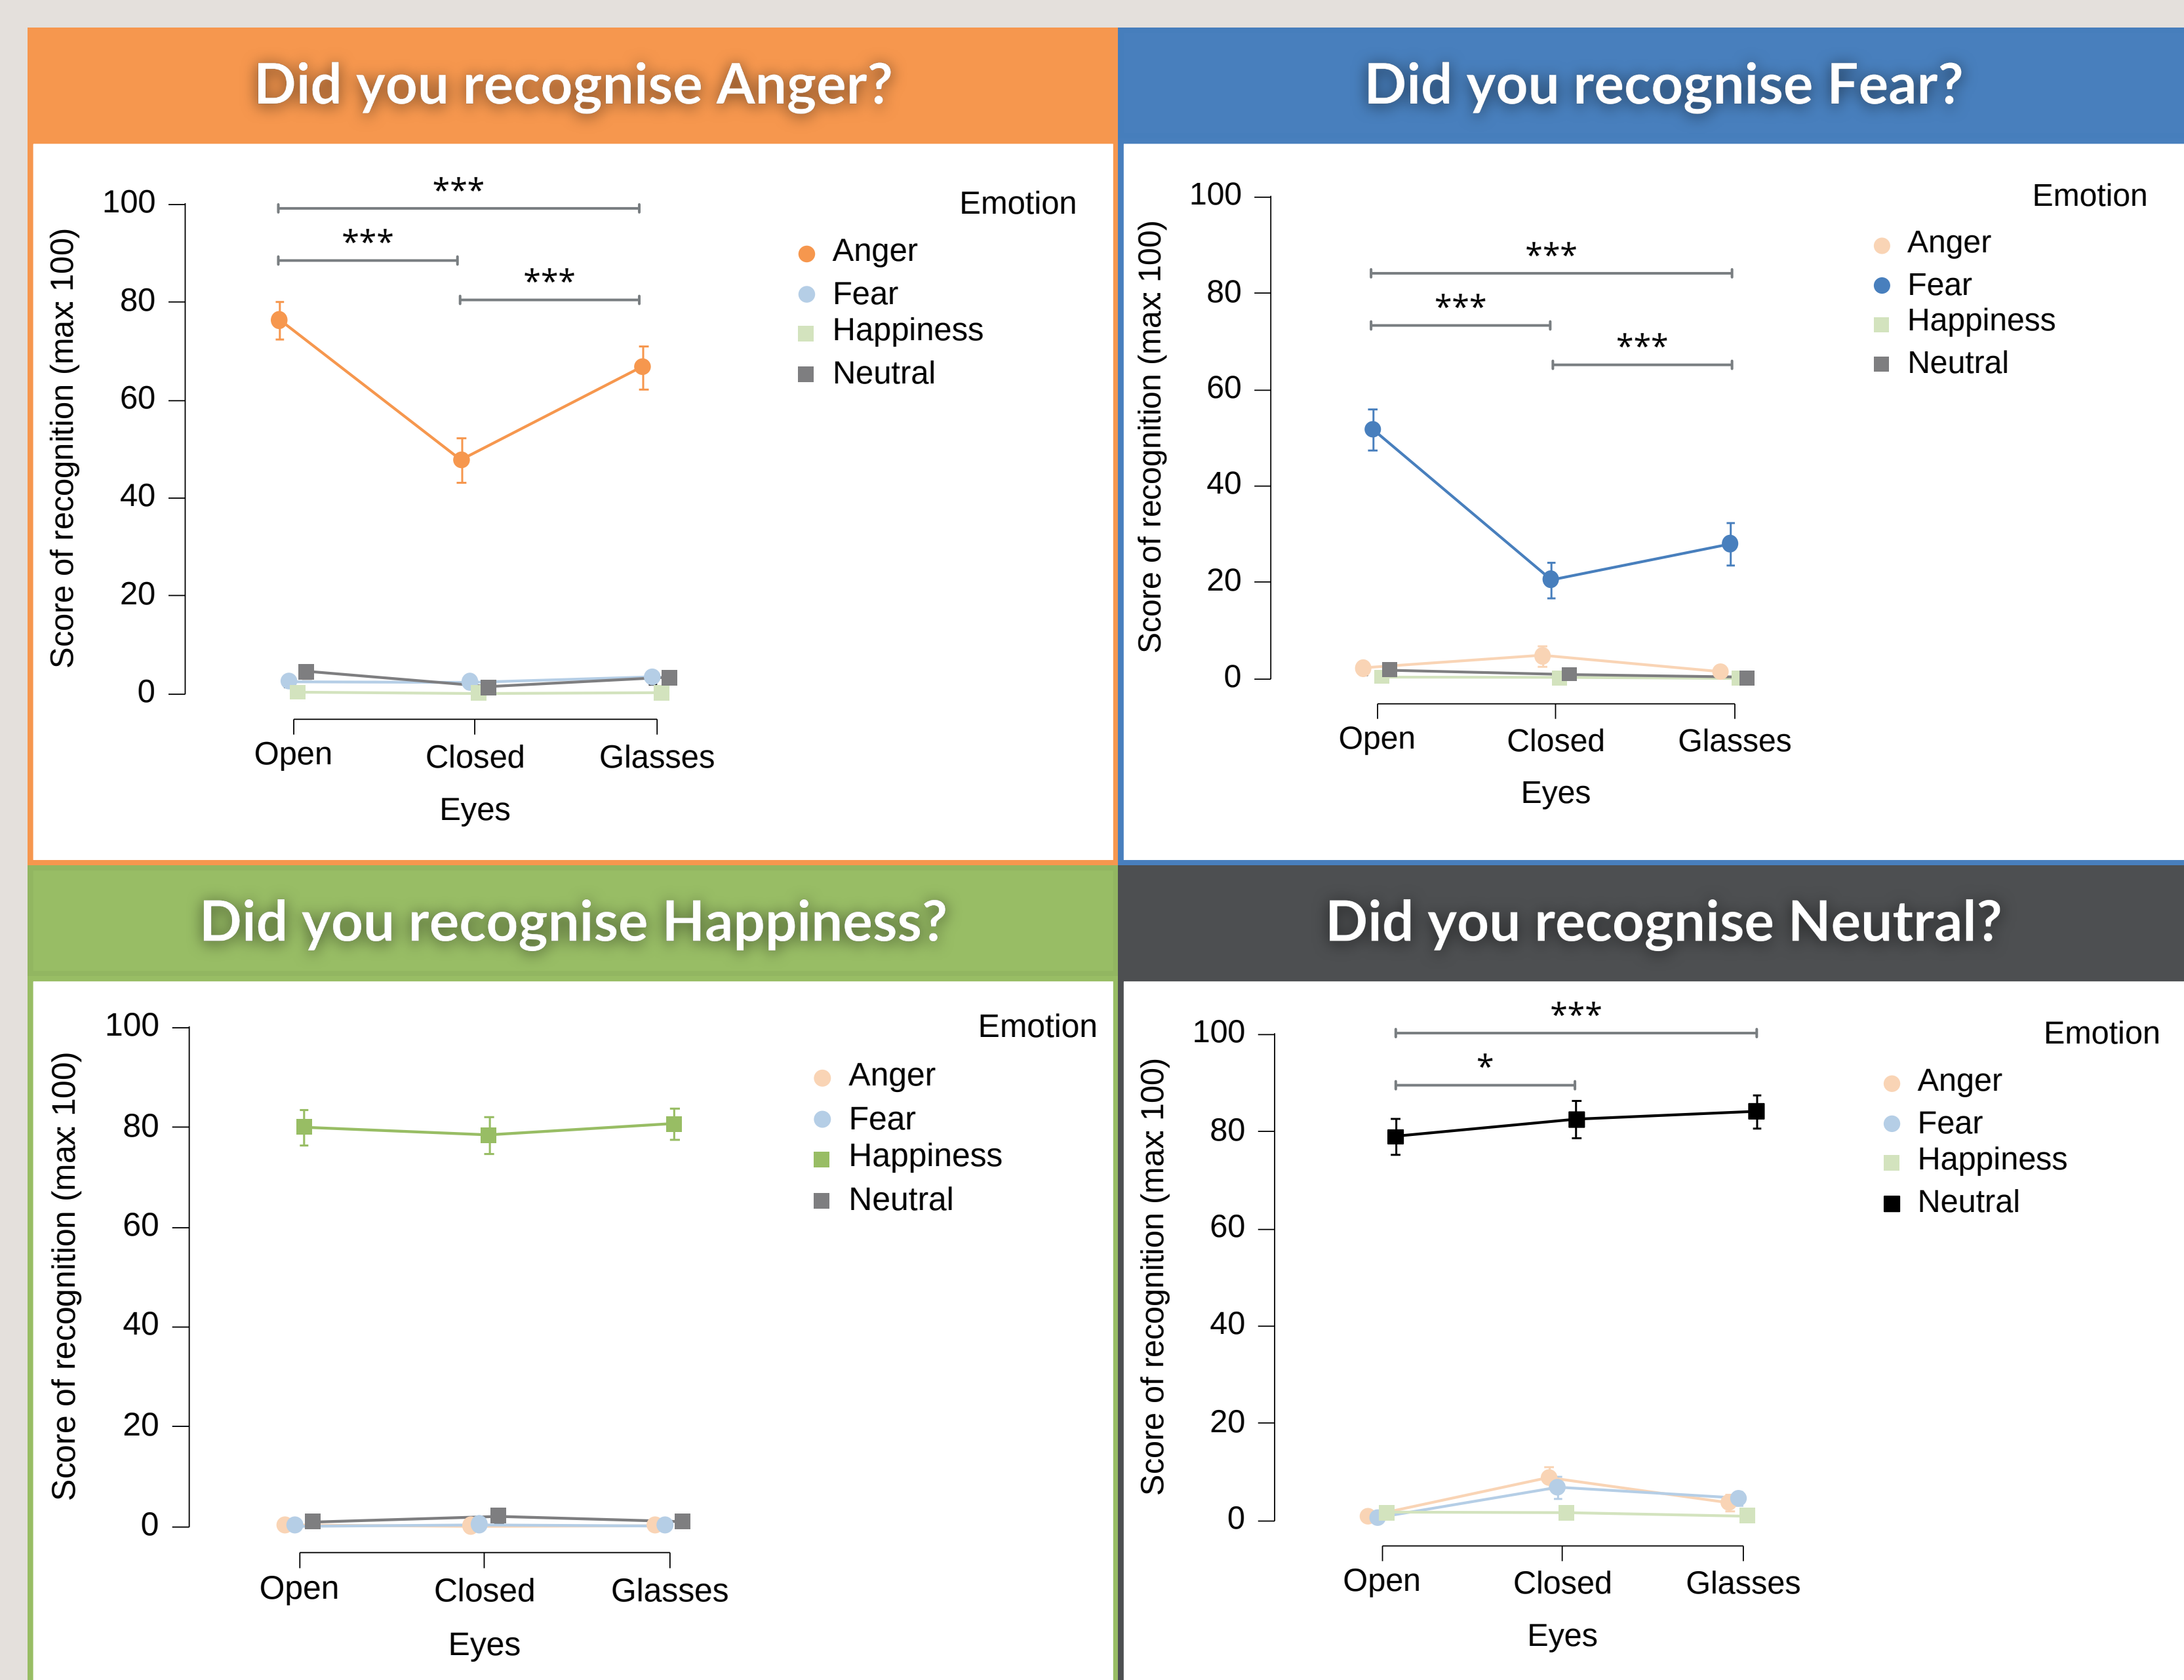 Did you recognise Anger?
***
***
***
Emotion
Anger
Fear
Happiness
Neutral
Score of recognition (max: 100)
100
80
60
40
20
0
Open
Closed
Glasses
Eyes
Did you recognise Fear?
***
***
***
Emotion
Anger
Fear
Happiness
Neutral
Score of recognition (max: 100)
100
80
60
40
20
0
Open
Closed
Glasses
Eyes
Did you recognise Happiness?
Emotion
Anger
Fear
Happiness
Neutral
Score of recognition (max: 100)
100
80
60
40
20
0
Open
Closed
Glasses
Eyes
Did you recognise Neutral?
***
*
Emotion
Anger
Fear
Happiness
Neutral
Score of recognition (max: 100)
100
80
60
40
20
0
Open
Closed
Glasses
Eyes